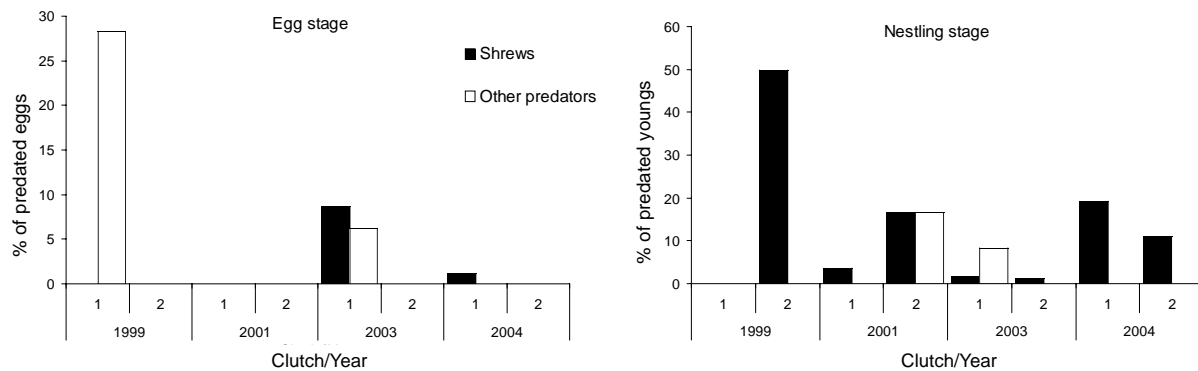 Egg stage
% of predated eggs
30
25
20
15
10
5
0
Shrews
Other predators
1 2 1 2 1 2 1 2
1999 2001 2003 2004
Clutch/Year
Nestling stage
% of predated youngs
60
50
40
30
20
10
0
1 2 1 2 1 2 1 2
1999 2001 2003 2004
Clutch/Year